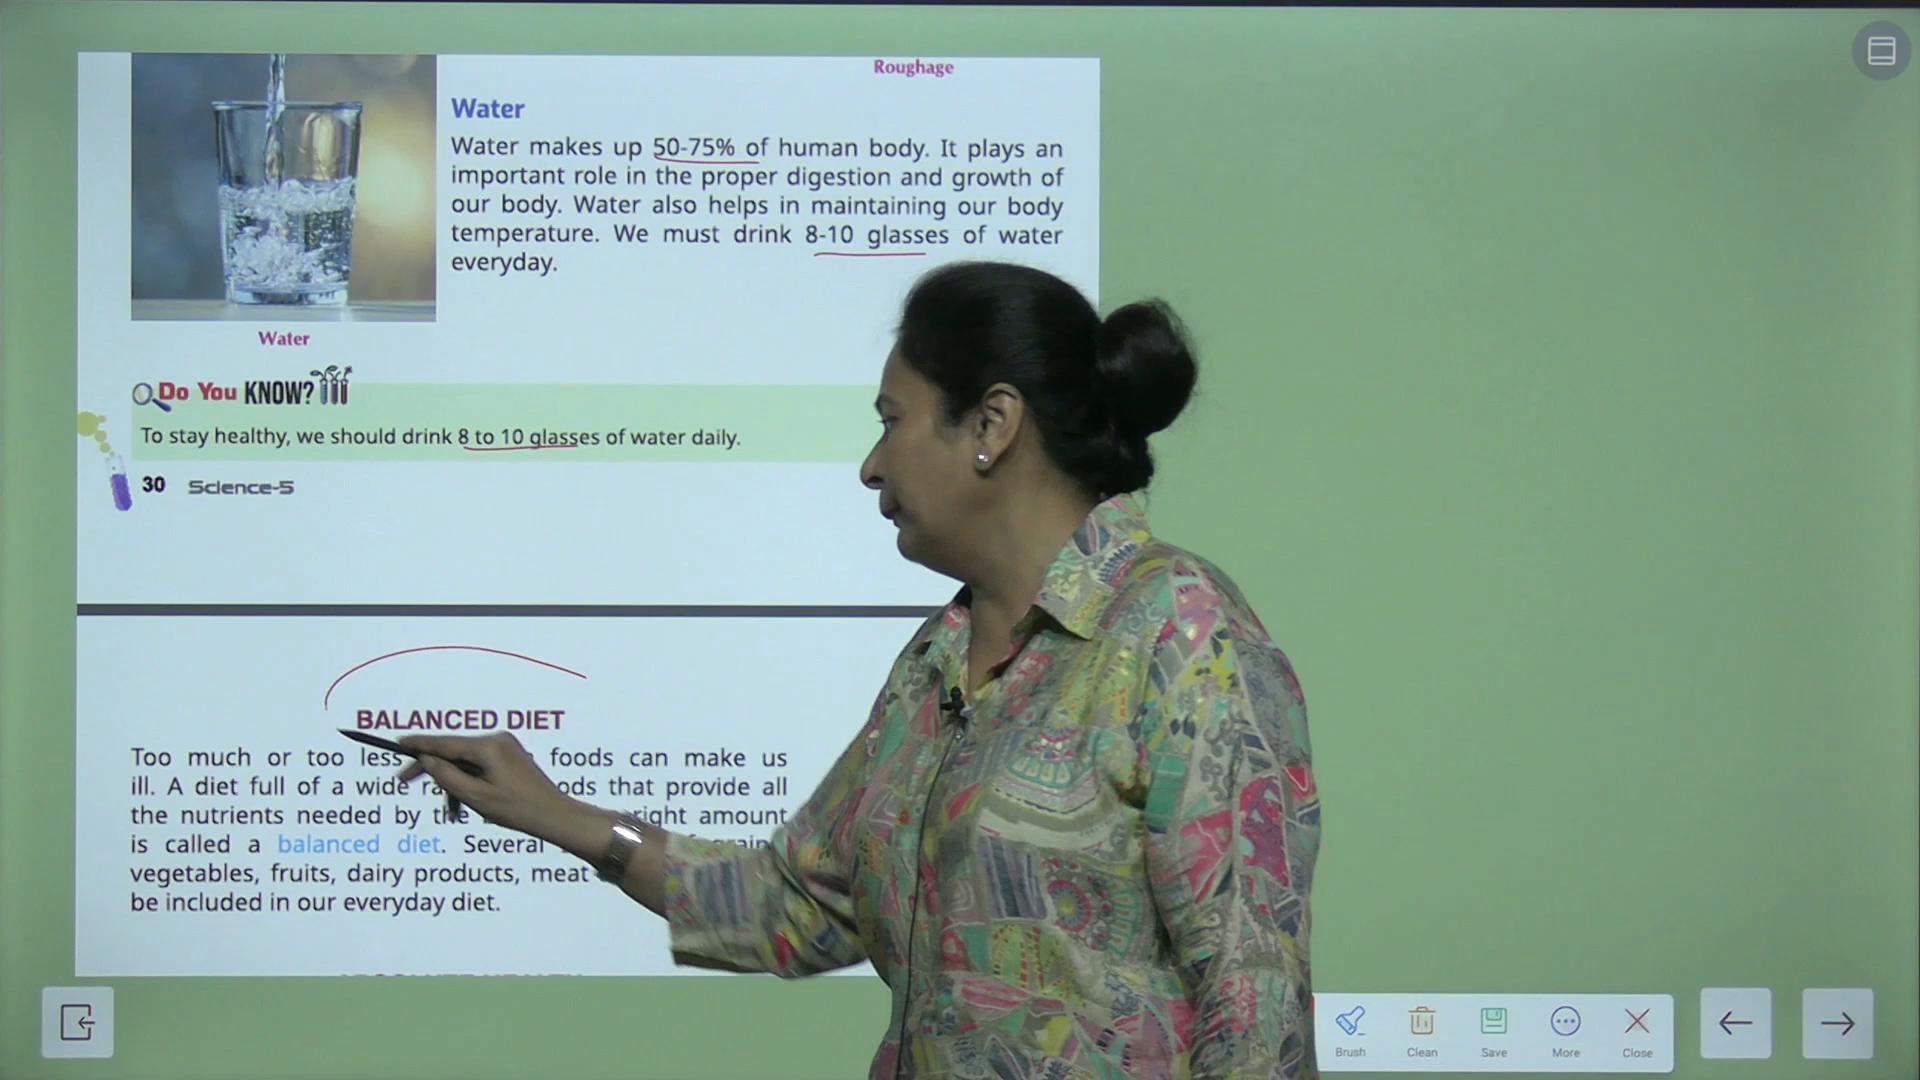 Roughage
Water
Water makes up 50-75% of human body. It plays an
important role in the proper digestion and growth of
our body. Water also helps in maintaining our body
temperature. We must drink 8-10 glasses of water
everyday.
Water
Do You KNOW?
To stay healthy, we should drink 8 to 10 glasses of water daily.
30 Science-5
BALANCED DIET
Too much or too less foods can make us
ill. A diet full of a wide that provide all
the nutrients needed by right amount
is called a balanced diet. Several
vegetables, fruits, dairy products, meat
be included in our everyday diet.
Brush Clean Save More Close